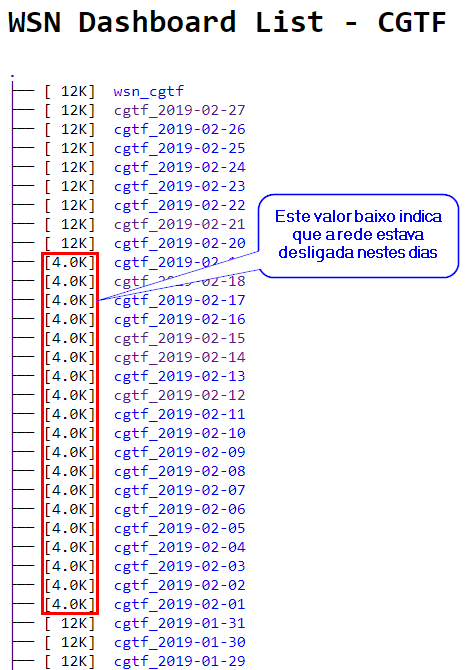 WSN Dashboard List - CGTF
.
├── [ 12K]  wsn_cgtf
├── [ 12K]  cgtf_2019-02-27
├── [ 12K]  cgtf_2019-02-26
├── [ 12K]  cgtf_2019-02-25
├── [ 12K]  cgtf_2019-02-24
├── [ 12K]  cgtf_2019-02-23
├── [ 12K]  cgtf_2019-02-22
├── [ 12K]  cgtf_2019-02-21
├── [ 12K]  cgtf_2019-02-20
├── [4.0K]  cgtf_2019-02-
├── [4.0K]  cgtf_2019-02-18
├── [4.0K]  cgtf_2019-02-17
├── [4.0K]  cgtf_2019-02-16
├── [4.0K]  cgtf_2019-02-15
├── [4.0K]  cgtf_2019-02-14
├── [4.0K]  cgtf_2019-02-13
├── [4.0K]  cgtf_2019-02-12
├── [4.0K]  cgtf_2019-02-11
├── [4.0K]  cgtf_2019-02-10
├── [4.0K]  cgtf_2019-02-09
├── [4.0K]  cgtf_2019-02-08
├── [4.0K]  cgtf_2019-02-07
├── [4.0K]  cgtf_2019-02-06
├── [4.0K]  cgtf_2019-02-05
├── [4.0K]  cgtf_2019-02-04
├── [4.0K]  cgtf_2019-02-03
├── [4.0K]  cgtf_2019-02-02
├── [4.0K]  cgtf_2019-02-01
├── [ 12K]  cgtf_2019-01-31
├── [ 12K]  cgtf_2019-01-30
├── [ 12K]  cgtf_2019-01-29
Este valor baixo indica
que a rede estava
desligada nestes dias